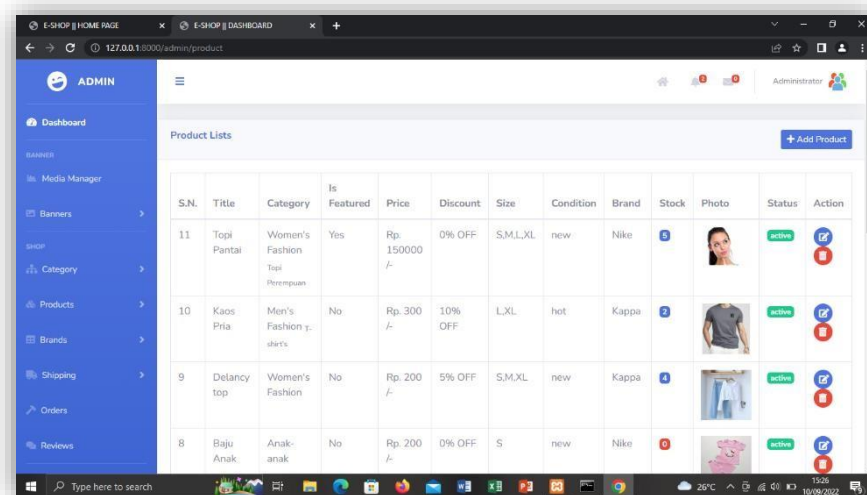 E-SHOP || HOME PAGE
E-SHOP || DASHBOARD
127.0.0.1:8000/admin/product
ADMIN
Administrator
Dashboard
BANNER
Media Manager
Banners
SHOP
Category
Products
Brands
Shipping
Orders
Reviews
Product Lists
+ Add Product
S.N. Title Category Is Featured Price Discount Size Condition Brand Stock Photo Status Action
11 Topi Pantai Women's Fashion Topi Perempuan Yes Rp. 150000 /- 0% OFF S,M,L,XL new Nike 5 active
10 Kaos Pria Men's Fashion T-shirt's No Rp. 300 /- 10% OFF L,XL hot Kappa 2 active
9 Delancy top Women's Fashion No Rp. 200 /- 5% OFF S,M,XL new Kappa 4 active
8 Baju Anak Anak-anak No Rp. 200 /- 0% OFF S new Nike 0 active
Type here to search
26°C
15:26
10/09/2022